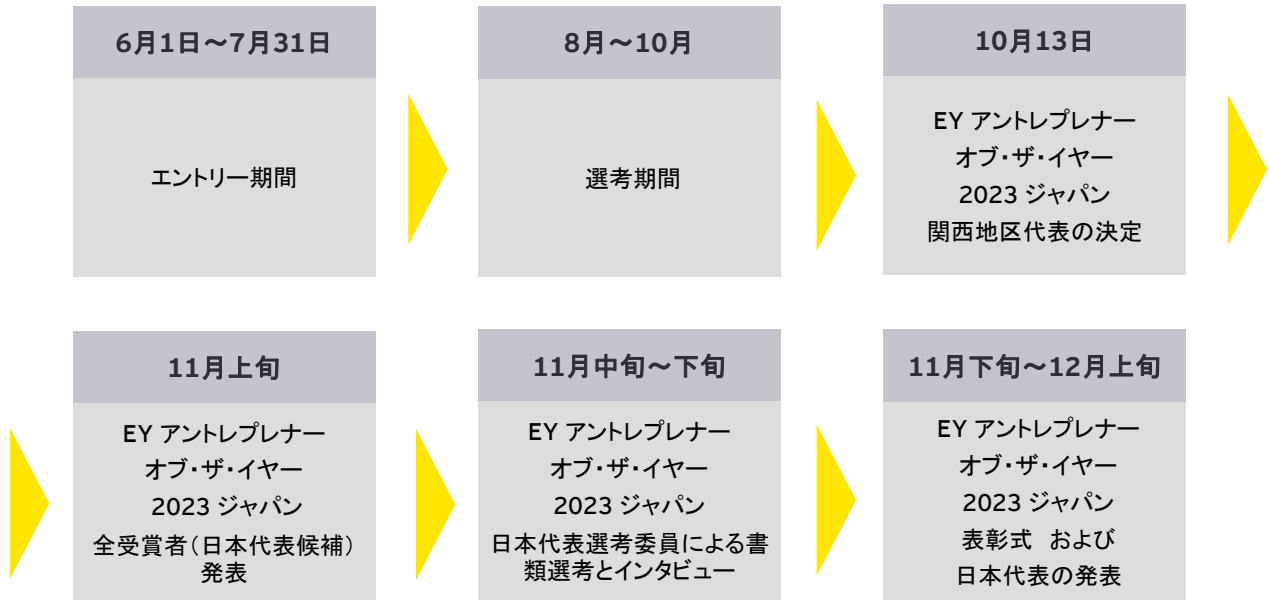 6月1日～7月31日
エントリー期間
8月～10月
選考期間
10月13日
EY アントレプレナー
オブ・ザ・イヤー
2023 ジャパン
関西地区代表の決定
11月上旬
EY アントレプレナー
オブ・ザ・イヤー
2023 ジャパン
全受賞者（日本代表候補）
発表
11月中旬～下旬
EY アントレプレナー
オブ・ザ・イヤー
2023 ジャパン
日本代表選考委員による書
類選考とインタビュー
11月下旬～12月上旬
EY アントレプレナー
オブ・ザ・イヤー
2023 ジャパン
表彰式　および
日本代表の発表